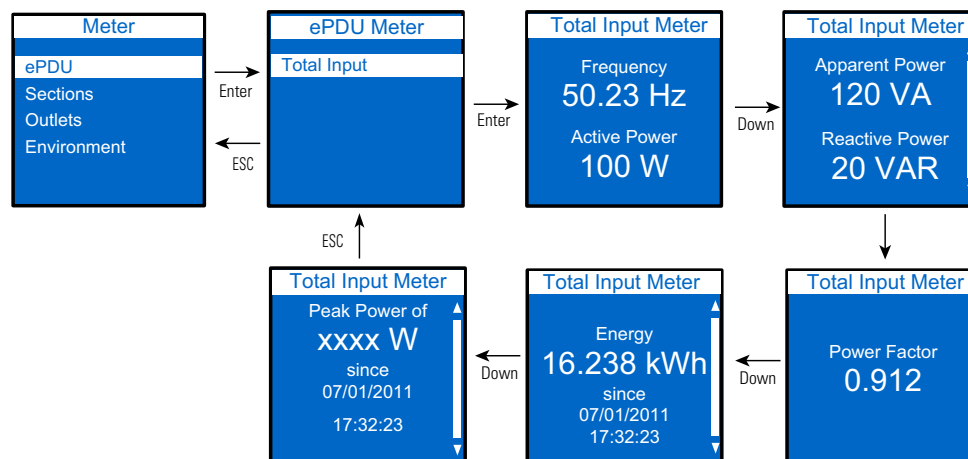 Meter
ePDU
Sections
Outlets
Environment
Enter
ESC
ePDU Meter
Total Input
Enter
Total Input Meter
Frequency
50.23 Hz
Active Power
100 W
Down
Total Input Meter
Apparent Power
120 VA
Reactive Power
20 VAR
Total Input Meter
Power Factor
0.912
Down
Total Input Meter
Energy
16.238 kWh
since
07/01/2011
17:32:23
Down
Total Input Meter
Peak Power of
xxxx W
since
07/01/2011
17:32:23
ESC